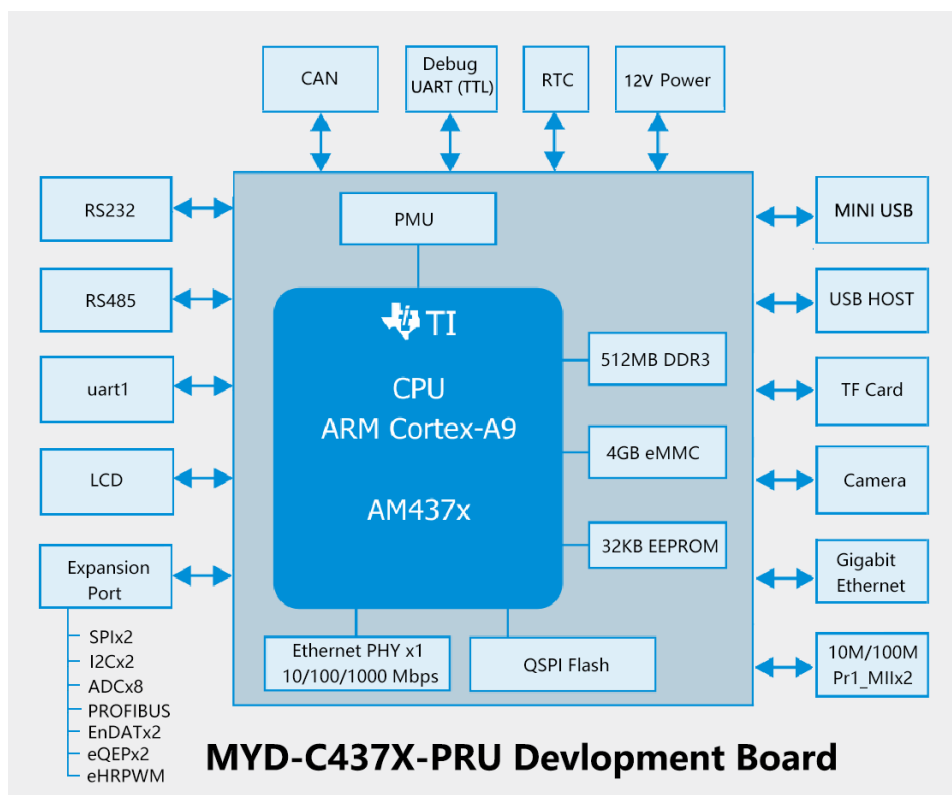 CAN
Debug
UART (TTL)
RTC
12V Power
RS232
RS485
uart1
LCD
Expansion
Port
SPIx2
I2Cx2
ADCx8
PROFIBUS
EnDATx2
eQEPx2
eHRPWM
PMU
TI
CPU
ARM Cortex-A9
AM437x
512MB DDR3
4GB eMMC
32KB EEPROM
Ethernet PHY x1
10/100/1000 Mbps
QSPI Flash
MINI USB
USB HOST
TF Card
Camera
Gigabit
Ethernet
10M/100M
Pr1_MIIx2
MYD-C437X-PRU Devlopment Board